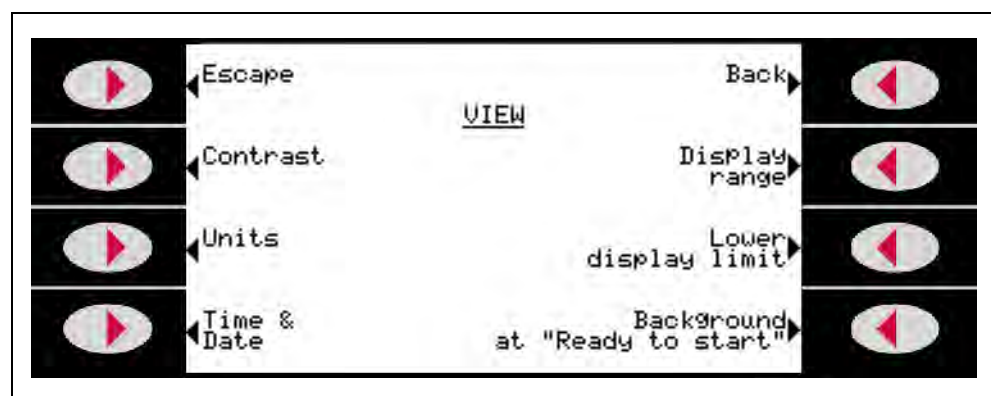 Escape
Back
VIEW
Contrast
Display
range
Units
Lower
display limit
Time &
Date
Background
at "Ready to start"